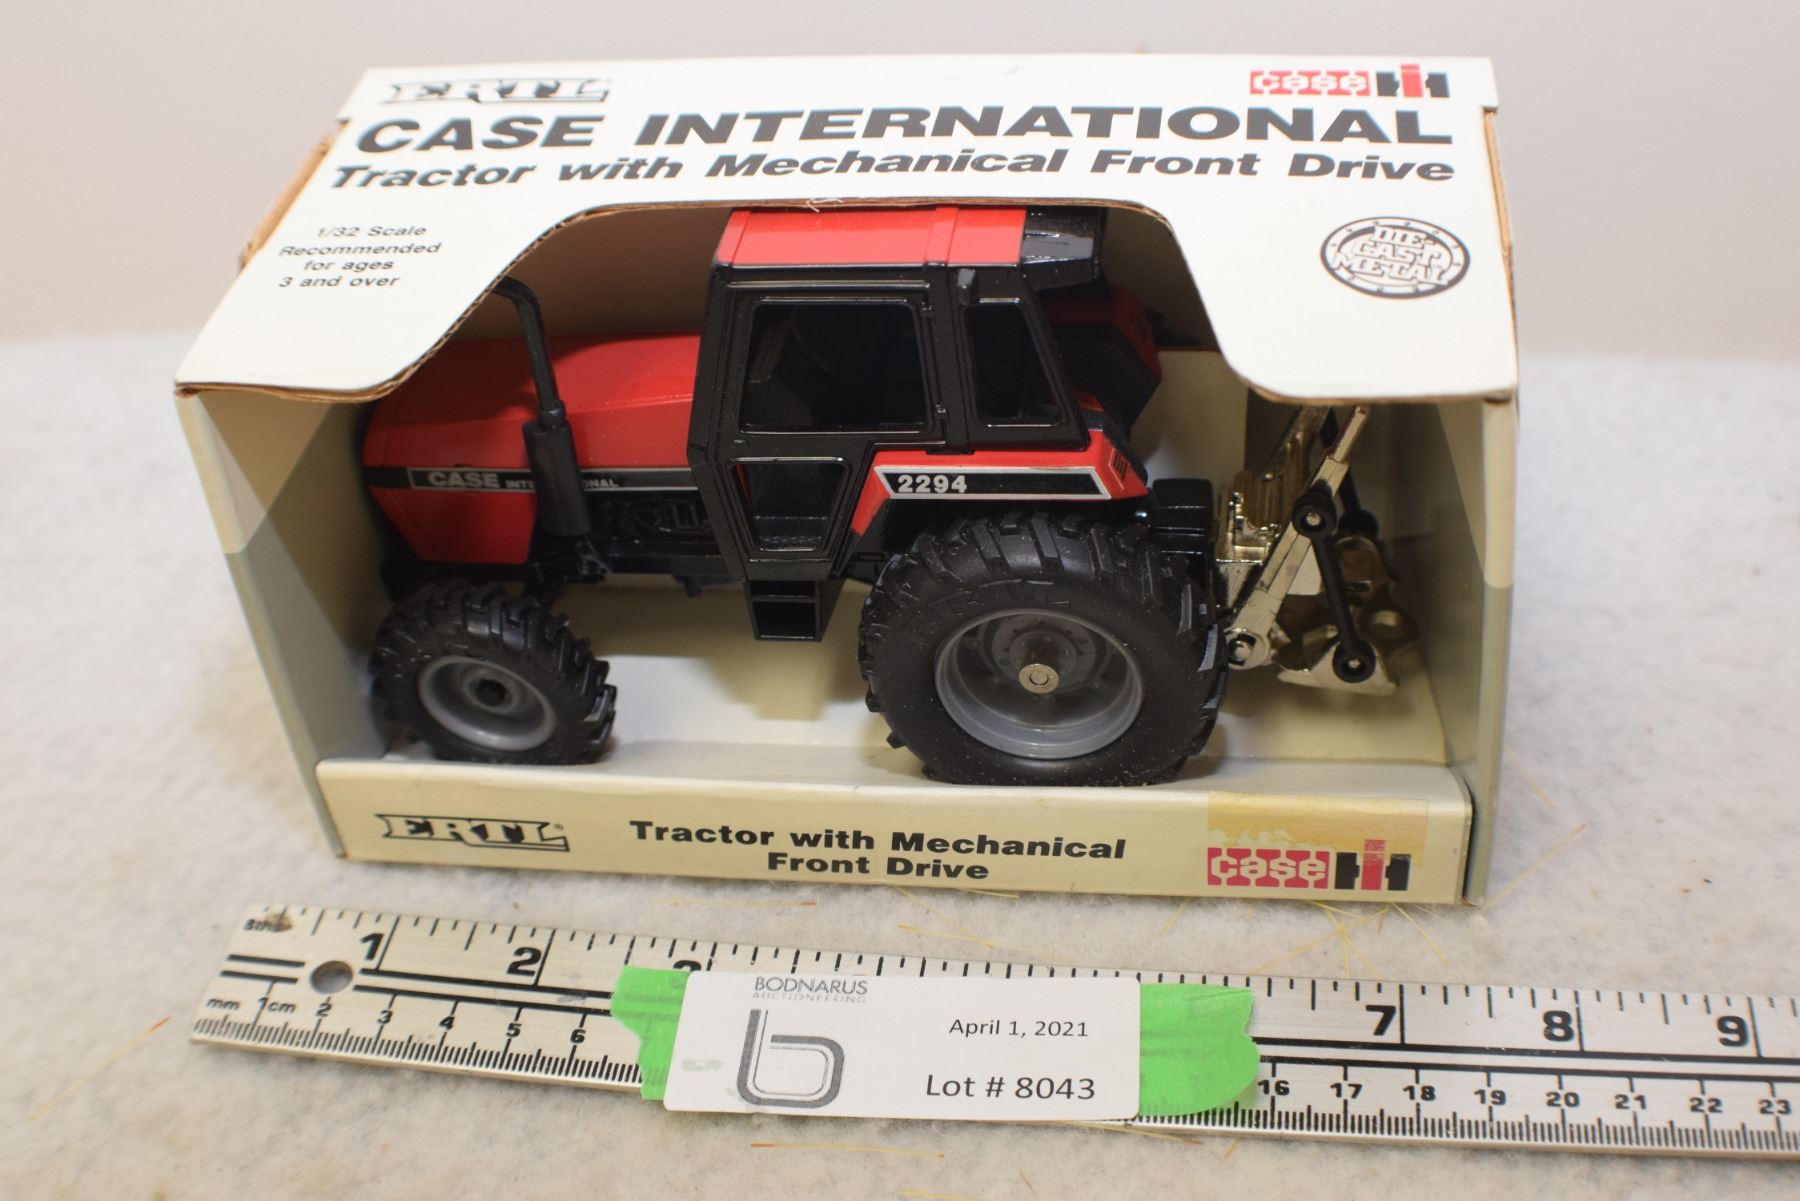 ERTL
case IH
CASE INTERNATIONAL
Tractor with Mechanical Front Drive
1/32 Scale
Recommended
for ages
3 and over
DIE-
CAST
METAL
CASE
2294
ERTL
ERTL
Tractor with Mechanical
Front Drive
case IH
8ths 1 2 3 7 8 9
BODNARUS
AUCTIONEERING
April 1, 2021
Lot # 8043
b
mm 1cm 2 3 4 5 6 16 17 18 19 20 21 22 23